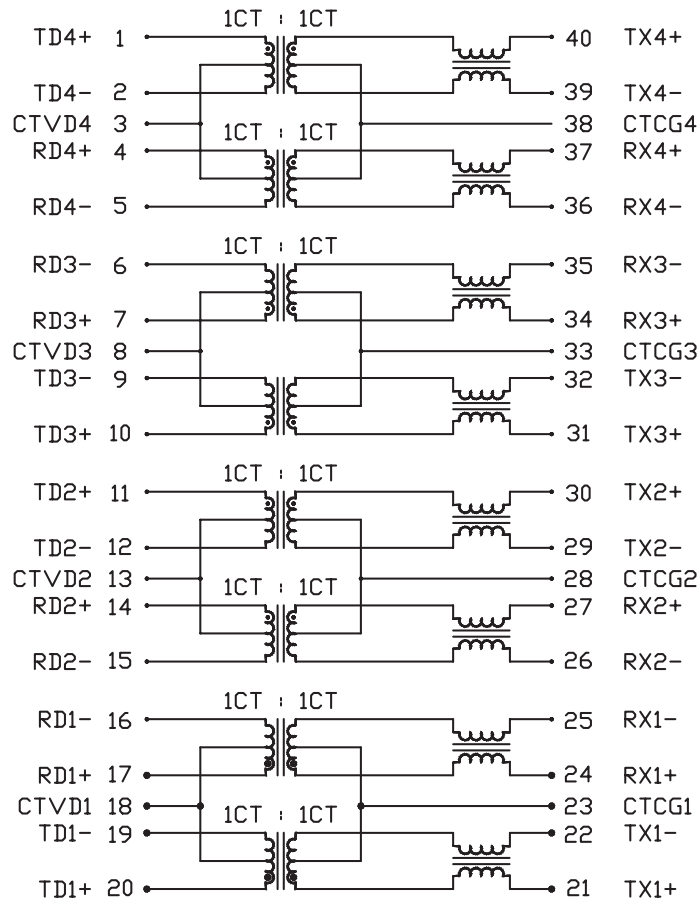 1CT : 1CT
TD4+ 1 40 TX4+
TD4- 2 39 TX4-
CTVD4 3 38 CTCG4
1CT : 1CT
RD4+ 4 37 RX4+
RD4- 5 36 RX4-
1CT : 1CT
RD3- 6 35 RX3-
RD3+ 7 34 RX3+
CTVD3 8 33 CTCG3
1CT : 1CT
TD3- 9 32 TX3-
TD3+ 10 31 TX3+
1CT : 1CT
TD2+ 11 30 TX2+
TD2- 12 29 TX2-
CTVD2 13 28 CTCG2
1CT : 1CT
RD2+ 14 27 RX2+
RD2- 15 26 RX2-
1CT : 1CT
RD1- 16 25 RX1-
RD1+ 17 24 RX1+
CTVD1 18 23 CTCG1
1CT : 1CT
TD1- 19 22 TX1-
TD1+ 20 21 TX1+